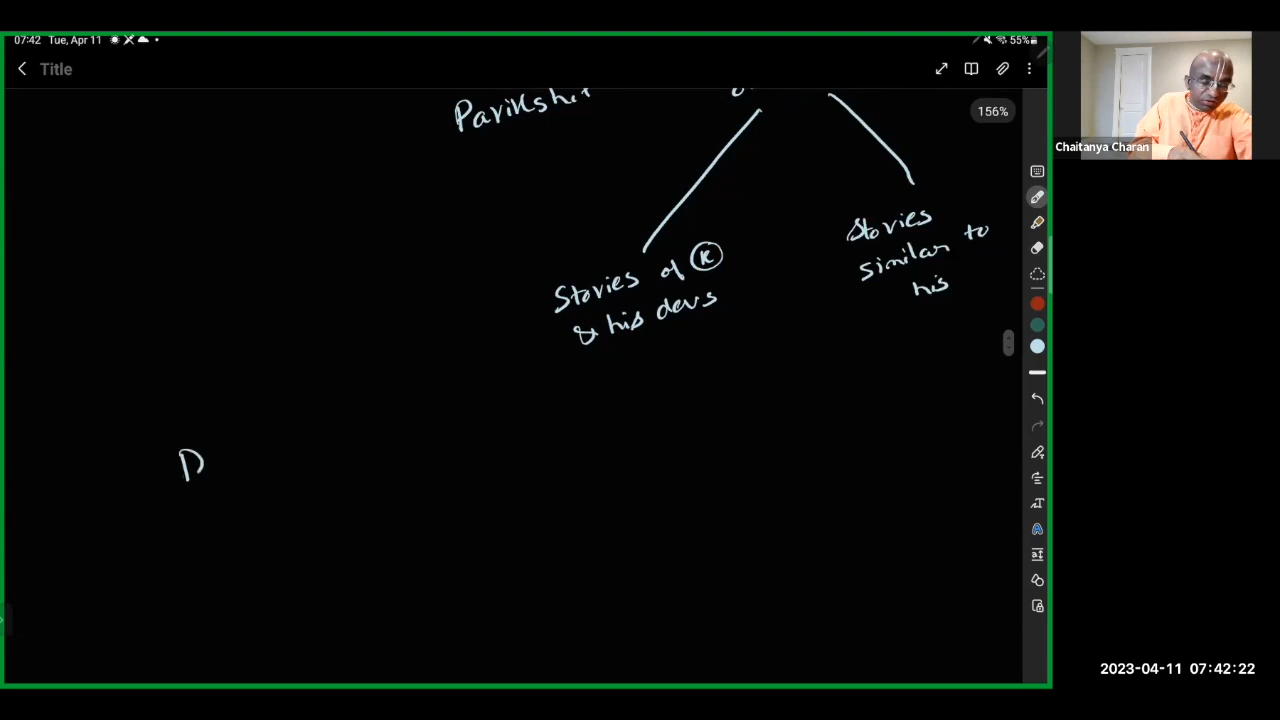 07:42 Tue, Apr 11
55%
Title
156%
Parikshit
Stories of K
& his devs
Stories
similar to
his
D
Chaitanya Charan
2023-04-11 07:42:22